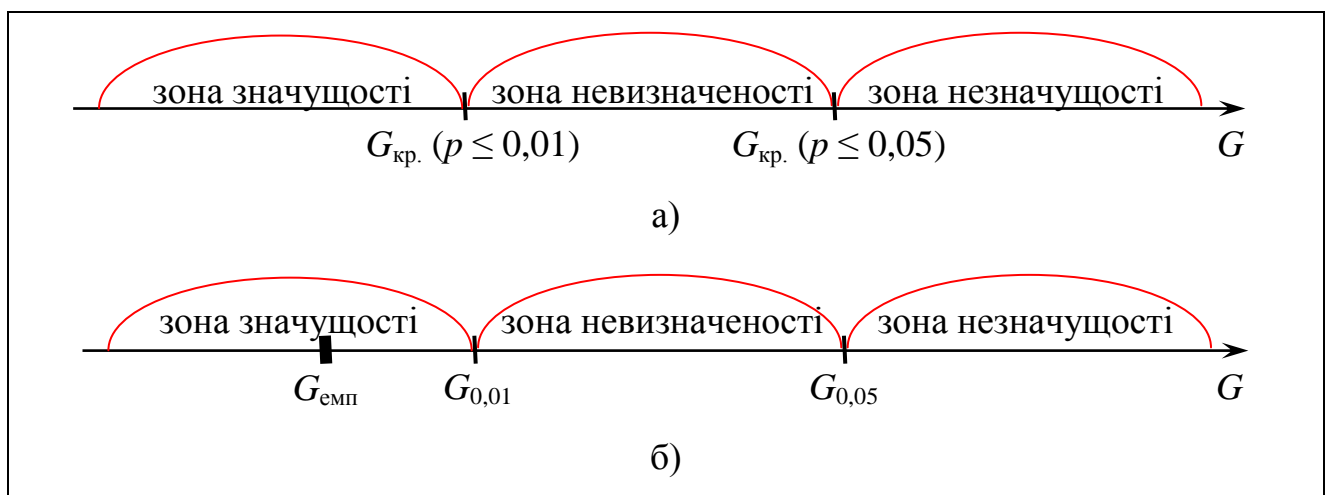 зона значущості зона невизначеності зона незначущості
Gкр. (p ≤ 0,01) Gкр. (p ≤ 0,05) G
а)
зона значущості зона невизначеності зона незначущості
Gемп G0,01 G0,05 G
б)